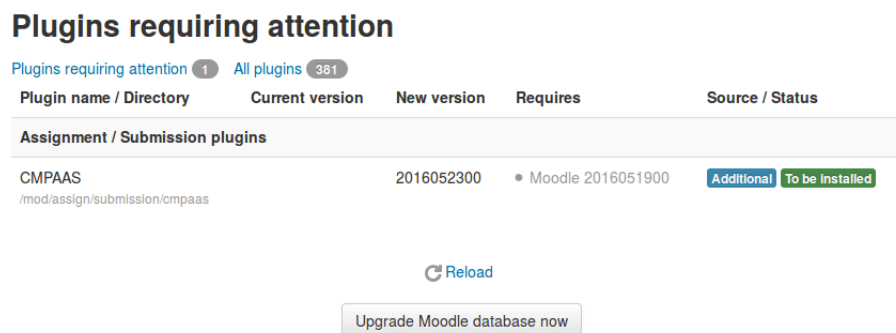 Plugins requiring attention
Plugins requiring attention 1 All plugins 381
Plugin name / Directory Current version New version Requires Source / Status
Assignment / Submission plugins
CMPAAS 2016052300 Moodle 2016051900 Additional To be installed
/mod/assign/submission/cmpaas
Reload
Upgrade Moodle database now